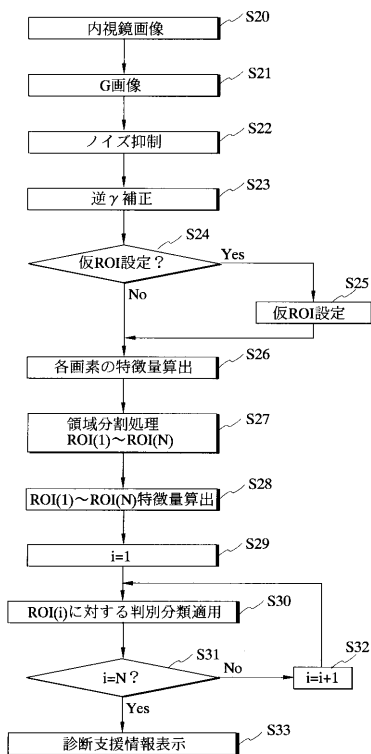 内視鏡画像
S20
G画像
S21
ノイズ抑制
S22
逆γ補正
S23
仮ROI設定？
S24
Yes
No
仮ROI設定
S25
各画素の特徴量算出
S26
領域分割処理
ROI(1)～ROI(N)
S27
ROI(1)～ROI(N)特徴量算出
S28
i=1
S29
ROI(i)に対する判別分類適用
S30
i=N？
S31
No
Yes
i=i+1
S32
診断支援情報表示
S33